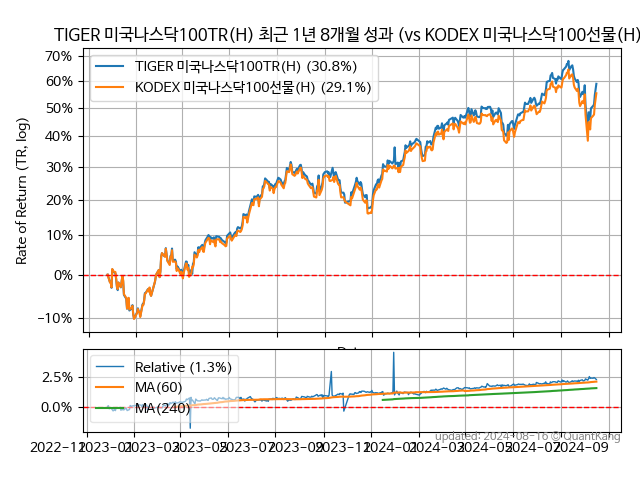 TIGER 미국나스닥100TR(H) 최근 1년 8개월 성과 (vs KODEX 미국나스닥100선물(H)
70%
60%
50%
40%
30%
20%
10%
0%
−10%
Rate of Return (TR, log)
TIGER 미국나스닥100TR(H) (30.8%)
KODEX 미국나스닥100선물(H) (29.1%)
2.5%
0.0%
Relative (1.3%)
MA(60)
MA(240)
updated: 2024-08-16 © QuantKang
2022-11 2023-01 2023-03 2023-05 2023-07 2023-09 2023-11 2024-01 2024-03 2024-05 2024-07 2024-09